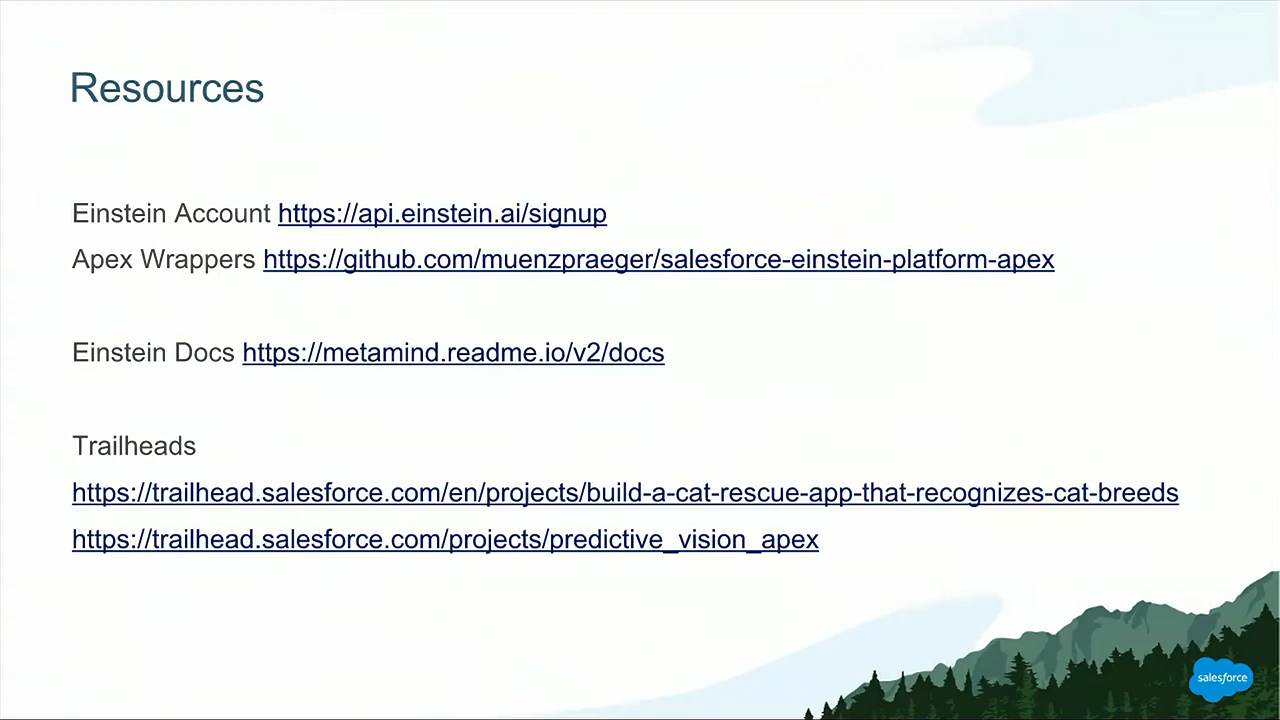 Resources
Einstein Account https://api.einstein.ai/signup
Apex Wrappers https://github.com/muenzpraeger/salesforce-einstein-platform-apex
Einstein Docs https://metamind.readme.io/v2/docs
Trailheads
https://trailhead.salesforce.com/en/projects/build-a-cat-rescue-app-that-recognizes-cat-breeds
https://trailhead.salesforce.com/projects/predictive_vision_apex
salesforce